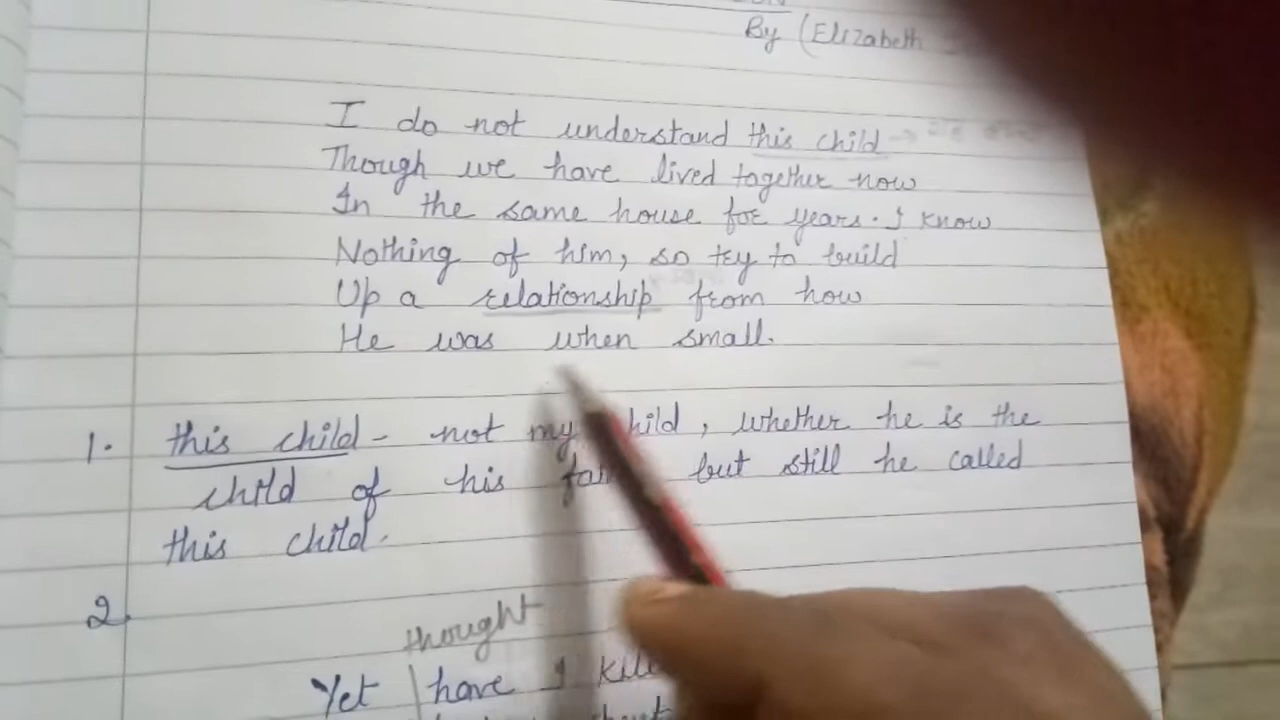 By (Elizabeth
I do not understand this child
Though we have lived together now
In the same house for years. I know
Nothing of him, so try to build
Up a relationship from how
He was when small.
1. this child - not my child, whether he is the
child of his but still he called
this child.
2.
thought
Yet have I